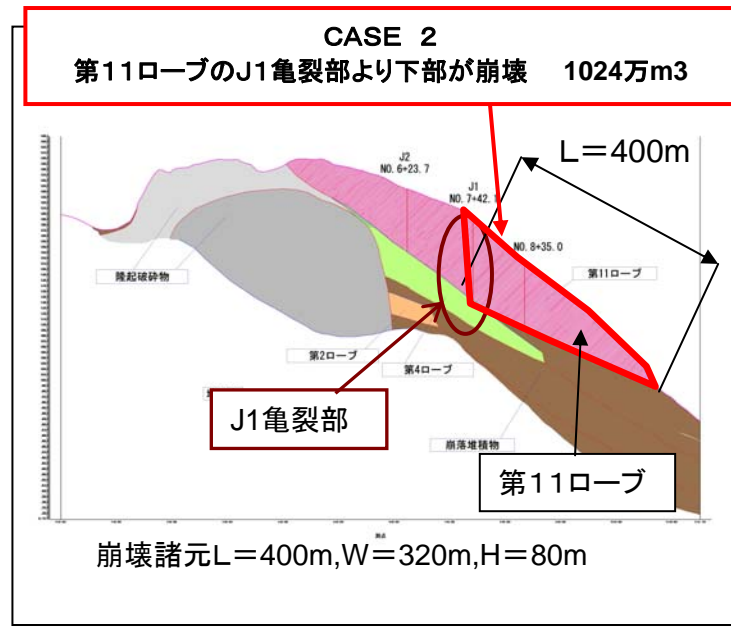 CASE 2
第11ローブのJ1亀裂部より下部が崩壊 1024万m3
L=400m
J2
NO.6+23.7
J1
NO.7+42.1
NO.8+35.0
第11ローブ
隆起破砕物
第2ローブ
第4ローブ
J1亀裂部
崩落堆積物
第11ローブ
崩壊諸元L=400m,W=320m,H=80m